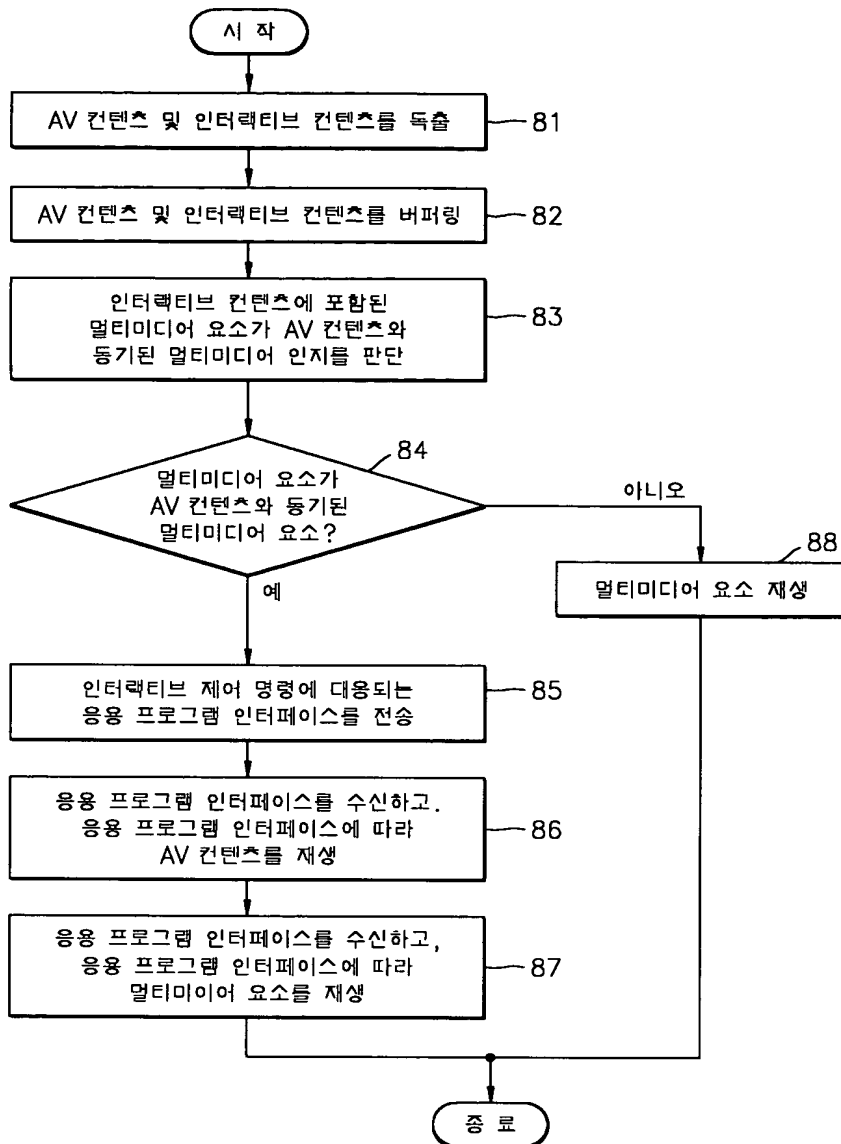 시 작
AV 컨텐츠 및 인터랙티브 컨텐츠를 독출
81
AV 컨텐츠 및 인터랙티브 컨텐츠를 버퍼링
82
인터랙티브 컨텐츠에 포함된
멀티미디어 요소가 AV 컨텐츠와
동기된 멀티미디어 인지를 판단
83
84
멀티미디어 요소가
AV 컨텐츠와 동기된
멀티미디어 요소?
아니오
예
88
멀티미디어 요소 재생
인터랙티브 제어 명령에 대응되는
응용 프로그램 인터페이스를 전송
85
응용 프로그램 인터페이스를 수신하고.
응용 프로그램 인터페이스에 따라
AV 컨텐츠를 재생
86
응용 프로그램 인터페이스를 수신하고,
응용 프로그램 인터페이스에 따라
멀티미이어 요소를 재생
87
종 료